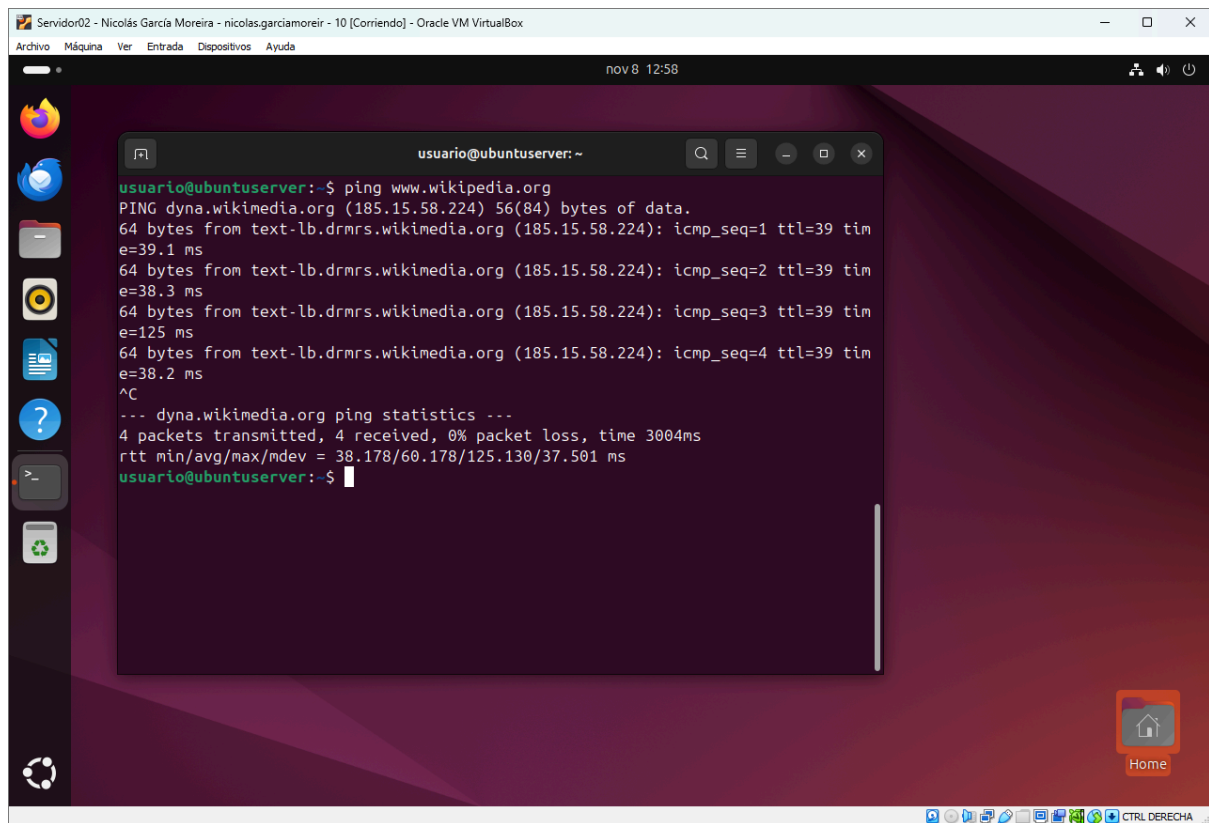 Servidor02 - Nicolás García Moreira - nicolas.garciamoreir - 10 [Corriendo] - Oracle VM VirtualBox
Archivo Máquina Ver Entrada Dispositivos Ayuda
nov 8 12:58
usuario@ubuntuserver: ~
usuario@ubuntuserver:~$ ping www.wikipedia.org
PING dyna.wikimedia.org (185.15.58.224) 56(84) bytes of data.
64 bytes from text-lb.drmrs.wikimedia.org (185.15.58.224): icmp_seq=1 ttl=39 tim
e=39.1 ms
64 bytes from text-lb.drmrs.wikimedia.org (185.15.58.224): icmp_seq=2 ttl=39 tim
e=38.3 ms
64 bytes from text-lb.drmrs.wikimedia.org (185.15.58.224): icmp_seq=3 ttl=39 tim
e=125 ms
64 bytes from text-lb.drmrs.wikimedia.org (185.15.58.224): icmp_seq=4 ttl=39 tim
e=38.2 ms
^C
--- dyna.wikimedia.org ping statistics ---
4 packets transmitted, 4 received, 0% packet loss, time 3004ms
rtt min/avg/max/mdev = 38.178/60.178/125.130/37.501 ms
usuario@ubuntuserver:~$
Home
CTRL DERECHA